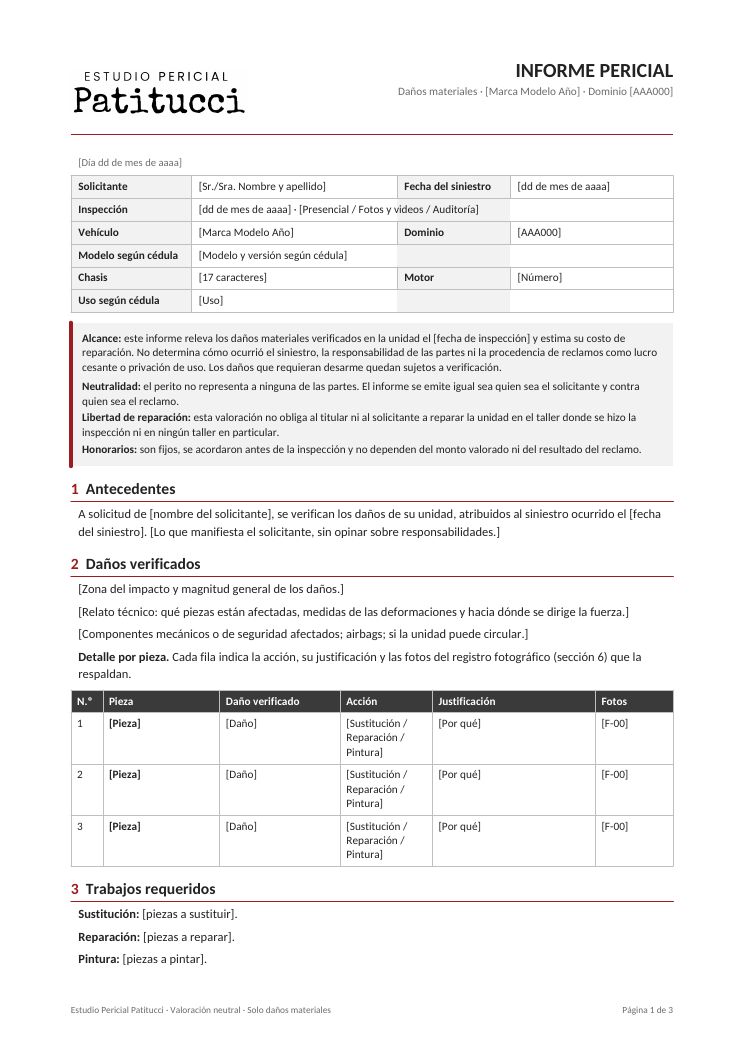 ESTUDIO PERICIAL
Patitucci
INFORME PERICIAL
Daños materiales · [Marca Modelo Año] · Dominio [AAA000]
[Día dd de mes de aaaa]
Solicitante [Sr./Sra. Nombre y apellido] Fecha del siniestro [dd de mes de aaaa]
Inspección [dd de mes de aaaa] · [Presencial / Fotos y videos / Auditoría]
Vehículo [Marca Modelo Año] Dominio [AAA000]
Modelo según cédula [Modelo y versión según cédula]
Chasis [17 caracteres] Motor [Número]
Uso según cédula [Uso]
Alcance: este informe releva los daños materiales verificados en la unidad el [fecha de inspección] y estima su costo de
reparación. No determina cómo ocurrió el siniestro, la responsabilidad de las partes ni la procedencia de reclamos como lucro
cesante o privación de uso. Los daños que requieran desarme quedan sujetos a verificación.
Neutralidad: el perito no representa a ninguna de las partes. El informe se emite igual sea quien sea el solicitante y contra
quien sea el reclamo.
Libertad de reparación: esta valoración no obliga al titular ni al solicitante a reparar la unidad en el taller donde se hizo la
inspección ni en ningún taller en particular.
Honorarios: son fijos, se acordaron antes de la inspección y no dependen del monto valorado ni del resultado del reclamo.
1 Antecedentes
A solicitud de [nombre del solicitante], se verifican los daños de su unidad, atribuidos al siniestro ocurrido el [fecha
del siniestro]. [Lo que manifiesta el solicitante, sin opinar sobre responsabilidades.]
2 Daños verificados
[Zona del impacto y magnitud general de los daños.]
[Relato técnico: qué piezas están afectadas, medidas de las deformaciones y hacia dónde se dirige la fuerza.]
[Componentes mecánicos o de seguridad afectados; airbags; si la unidad puede circular.]
Detalle por pieza. Cada fila indica la acción, su justificación y las fotos del registro fotográfico (sección 6) que la
respaldan.
N.º Pieza Daño verificado Acción Justificación Fotos
1 [Pieza] [Daño] [Sustitución / [Por qué] [F-00]
Reparación /
Pintura]
2 [Pieza] [Daño] [Sustitución / [Por qué] [F-00]
Reparación /
Pintura]
3 [Pieza] [Daño] [Sustitución / [Por qué] [F-00]
Reparación /
Pintura]
3 Trabajos requeridos
Sustitución: [piezas a sustituir].
Reparación: [piezas a reparar].
Pintura: [piezas a pintar].
Estudio Pericial Patitucci · Valoración neutral · Solo daños materiales Página 1 de 3